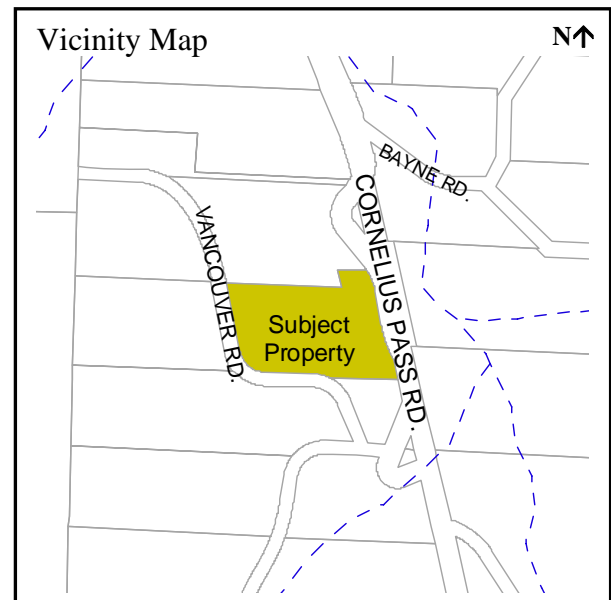 Vicinity Map
N↑
BAYNE RD.
CORNELIUS PASS RD.
VANCOUVER RD.
Subject
Property